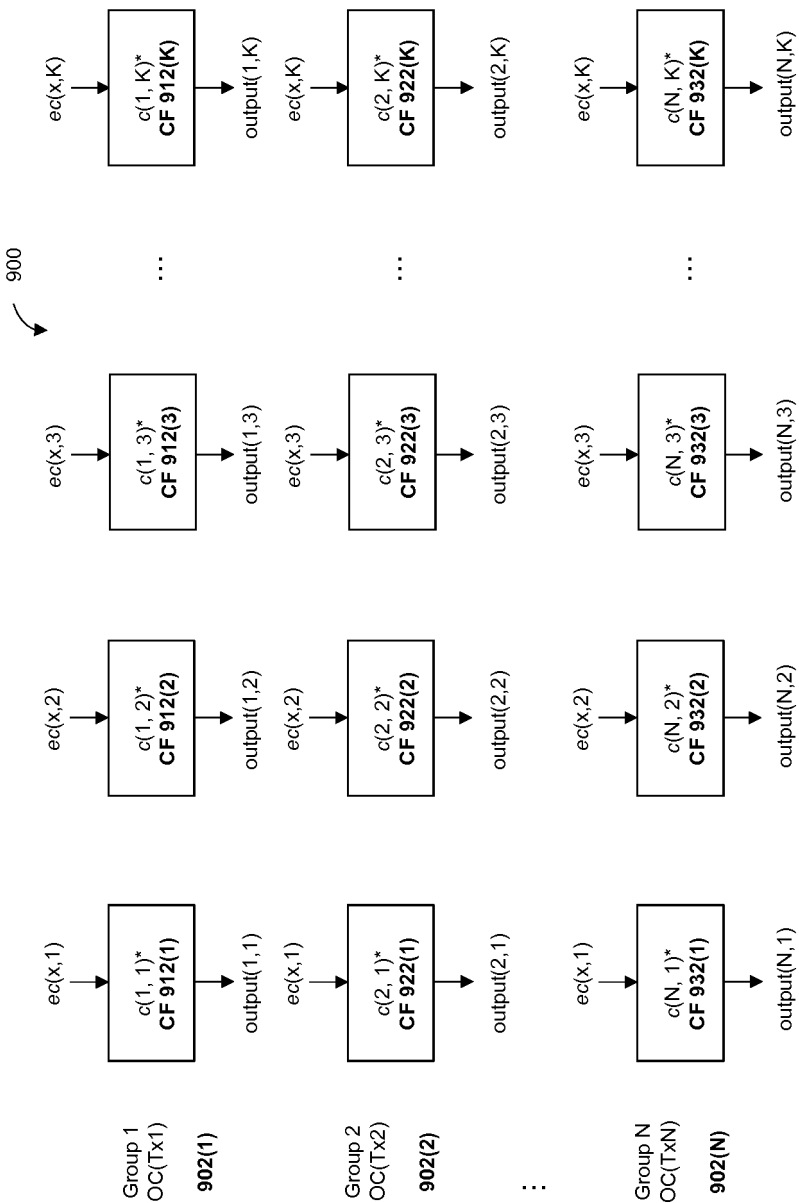 900
Group 1
OC(Tx1)
902(1)
ec(x,1)
c(1, 1)*
CF 912(1)
output(1,1)
ec(x,2)
c(1, 2)*
CF 912(2)
output(1,2)
ec(x,3)
c(1, 3)*
CF 912(3)
output(1,3)
...
ec(x,K)
c(1, K)*
CF 912(K)
output(1,K)
Group 2
OC(Tx2)
902(2)
ec(x,1)
c(2, 1)*
CF 922(1)
output(2,1)
ec(x,2)
c(2, 2)*
CF 922(2)
output(2,2)
ec(x,3)
c(2, 3)*
CF 922(3)
output(2,3)
...
ec(x,K)
c(2, K)*
CF 922(K)
output(2,K)
...
Group N
OC(TxN)
902(N)
ec(x,1)
c(N, 1)*
CF 932(1)
output(N,1)
ec(x,2)
c(N, 2)*
CF 932(2)
output(N,2)
ec(x,3)
c(N, 3)*
CF 932(3)
output(N,3)
...
ec(x,K)
c(N, K)*
CF 932(K)
output(N,K)